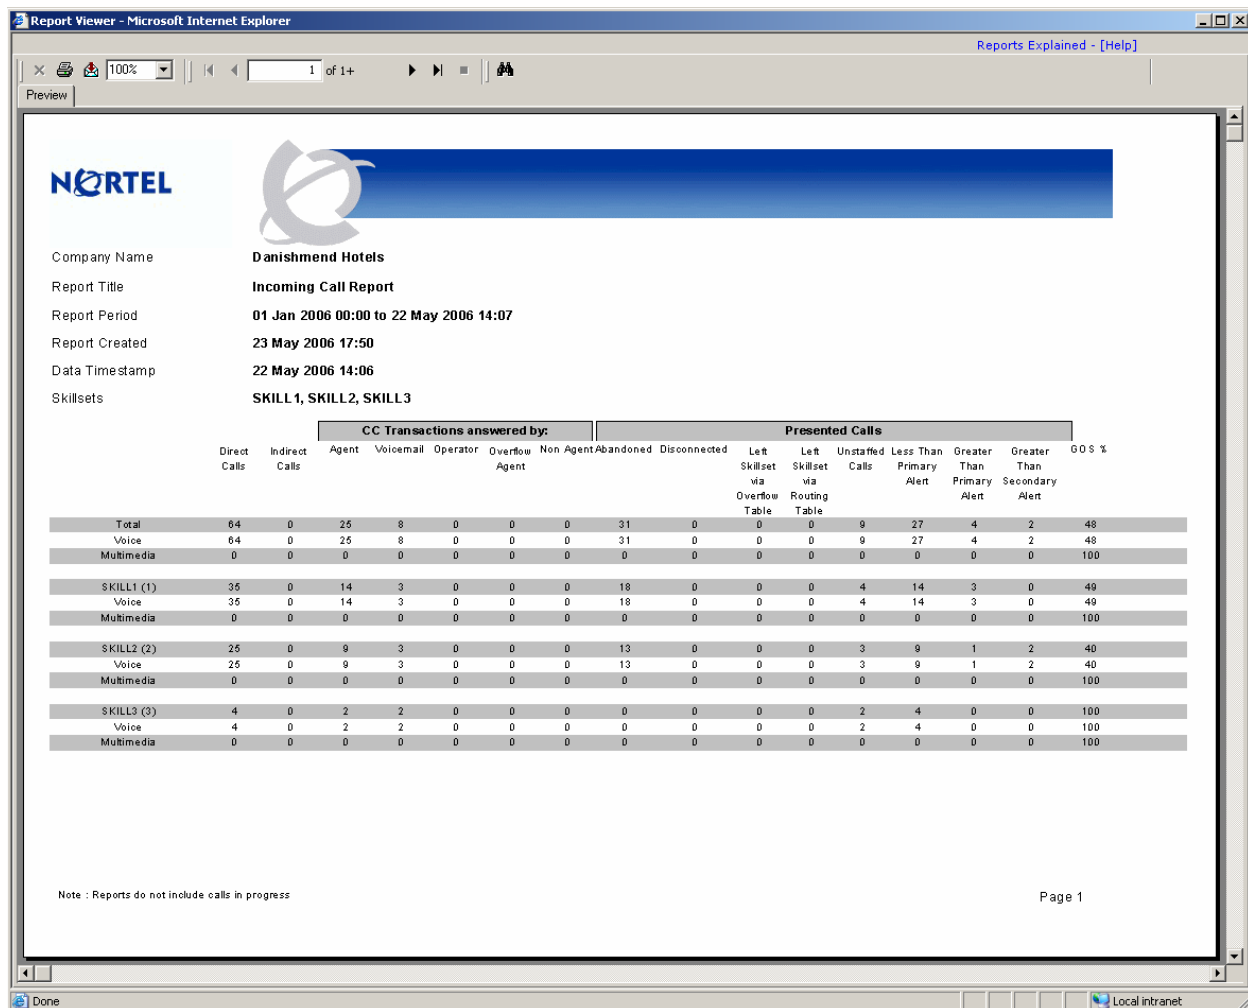 Report Viewer - Microsoft Internet Explorer
Reports Explained - [Help]
100% 1 of 1+
Preview
NORTEL
Company Name Danishmend Hotels
Report Title Incoming Call Report
Report Period 01 Jan 2006 00:00 to 22 May 2006 14:07
Report Created 23 May 2006 17:50
Data Timestamp 22 May 2006 14:06
Skillsets SKILL1, SKILL2, SKILL3
CC Transactions answered by: Presented Calls
Direct Indirect Agent Voicemail Operator Overflow Non Agent Abandoned Disconnected Left Left Unstaffed Less Than Greater Greater GOS %
Calls Calls Agent Skillset Skillset Calls Primary Than Than
via via Alert Primary Secondary
Overflow Routing Alert Alert
Table Table
Total 64 0 25 8 0 0 0 31 0 0 0 9 27 4 2 48
Voice 64 0 25 8 0 0 0 31 0 0 0 9 27 4 2 48
Multimedia 0 0 0 0 0 0 0 0 0 0 0 0 0 0 0 100
SKILL1 (1) 35 0 14 3 0 0 0 18 0 0 0 4 14 3 0 49
Voice 35 0 14 3 0 0 0 18 0 0 0 4 14 3 0 49
Multimedia 0 0 0 0 0 0 0 0 0 0 0 0 0 0 0 100
SKILL2 (2) 25 0 9 3 0 0 0 13 0 0 0 3 9 1 2 40
Voice 25 0 9 3 0 0 0 13 0 0 0 3 9 1 2 40
Multimedia 0 0 0 0 0 0 0 0 0 0 0 0 0 0 0 100
SKILL3 (3) 4 0 2 2 0 0 0 0 0 0 0 2 4 0 0 100
Voice 4 0 2 2 0 0 0 0 0 0 0 2 4 0 0 100
Multimedia 0 0 0 0 0 0 0 0 0 0 0 0 0 0 0 100
Note : Reports do not include calls in progress
Page 1
Done Local intranet